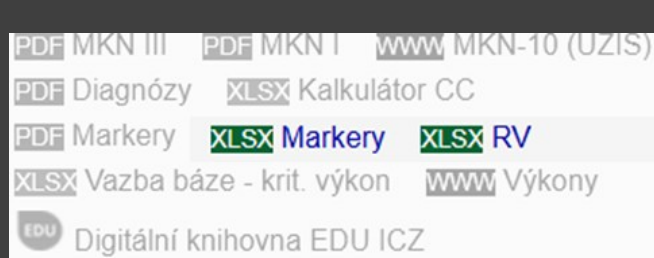 PDF MKN III PDF MKN I WWW MKN-10 (ÚZIS)
PDF Diagnózy XLSX Kalkulátor CC
PDF Markery XLSX Markery XLSX RV
XLSX Vazba báze - krit. výkon WWW Výkony
EDU Digitální knihovna EDU ICZ